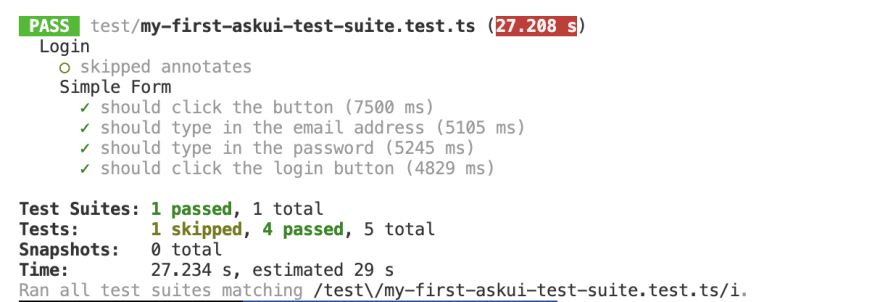 PASS test/my-first-askui-test-suite.test.ts (27.208 s)
Login
○ skipped annotates
Simple Form
✓ should click the button (7500 ms)
✓ should type in the email address (5105 ms)
✓ should type in the password (5245 ms)
✓ should click the login button (4829 ms)
Test Suites: 1 passed, 1 total
Tests: 1 skipped, 4 passed, 5 total
Snapshots: 0 total
Time: 27.234 s, estimated 29 s
Ran all test suites matching /test\/my-first-askui-test-suite.test.ts/i.